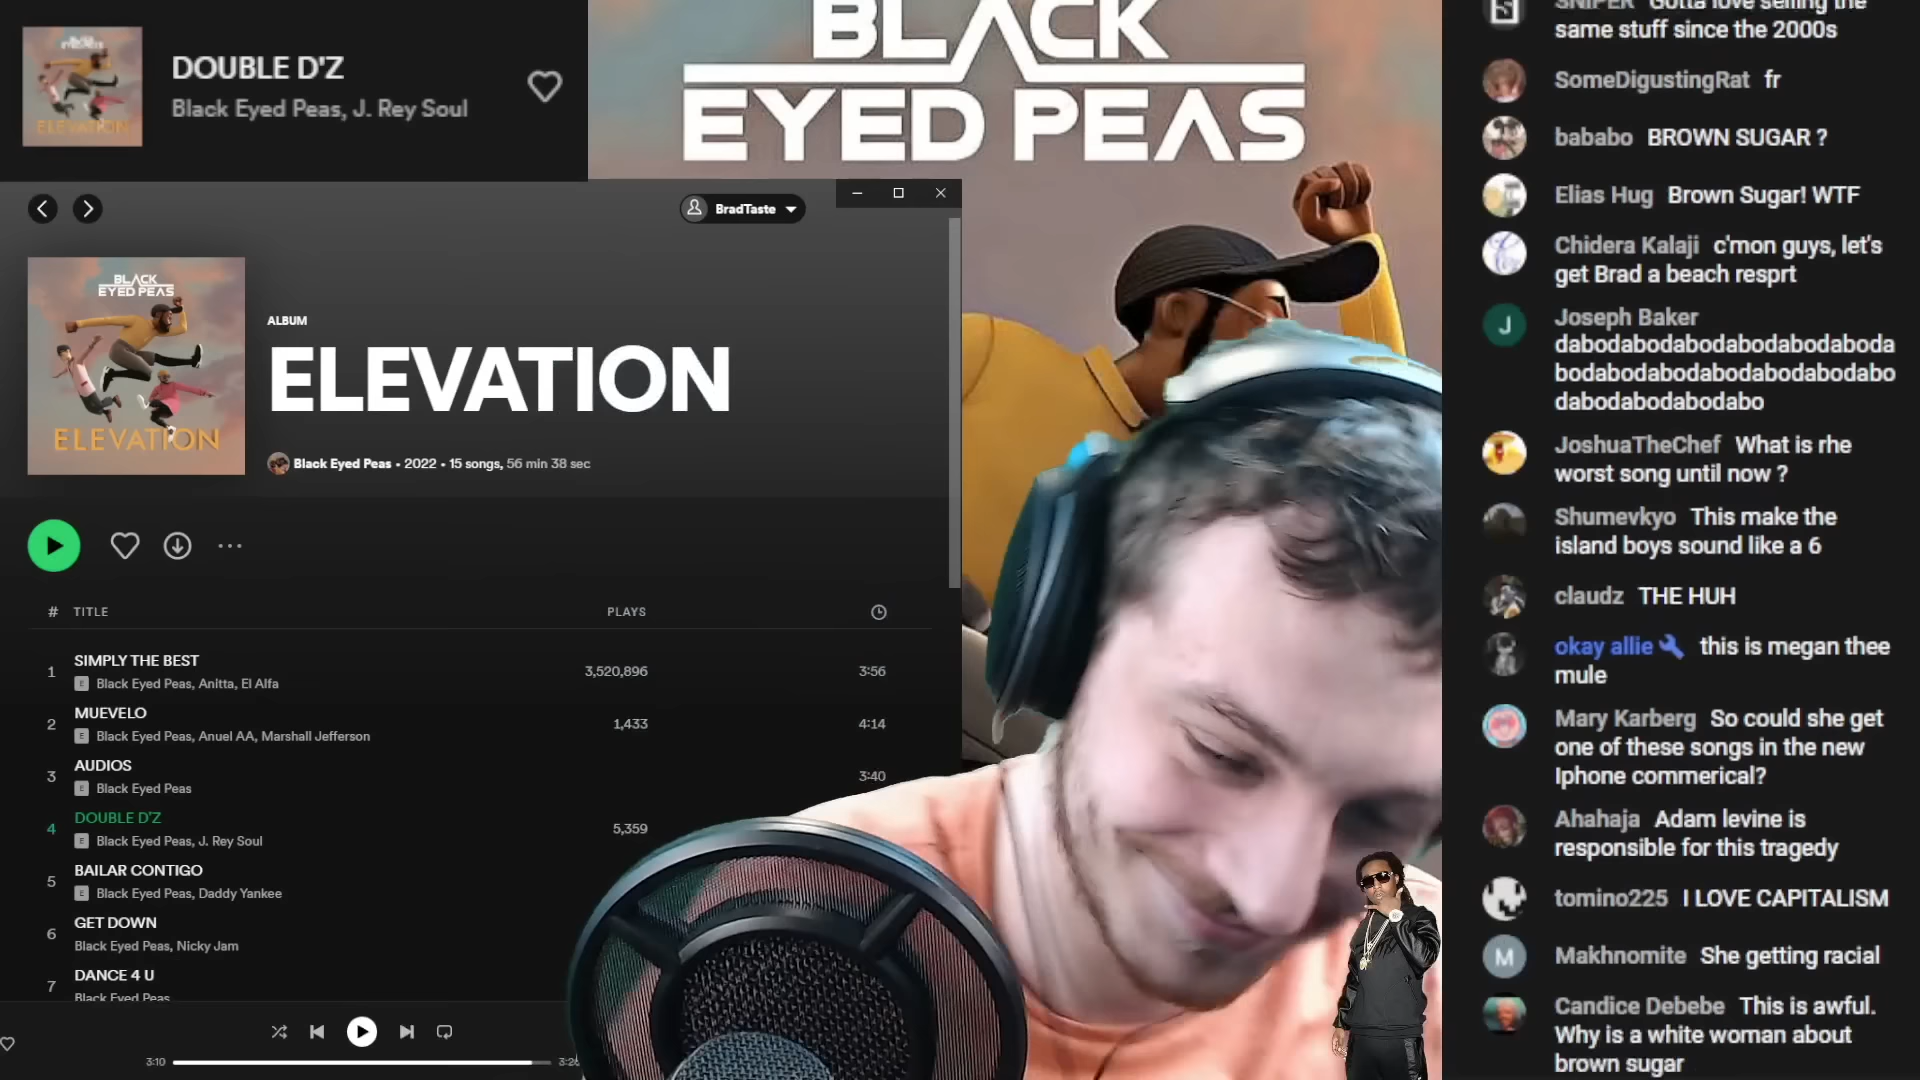 DOUBLE D'Z
Black Eyed Peas, J. Rey Soul
ELEVATION
BLACK
EYED PEAS
BradTaste
BLACK
EYED PEAS
ELEVATION
ALBUM
ELEVATION
Black Eyed Peas • 2022 • 15 songs, 56 min 38 sec
# TITLE PLAYS
1 SIMPLY THE BEST 3,520,896 3:56
E Black Eyed Peas, Anitta, El Alfa
2 MUEVELO 1,433 4:14
E Black Eyed Peas, Anuel AA, Marshall Jefferson
3 AUDIOS 3:40
E Black Eyed Peas
4 DOUBLE D'Z 5,359
E Black Eyed Peas, J. Rey Soul
5 BAILAR CONTIGO
E Black Eyed Peas, Daddy Yankee
6 GET DOWN
Black Eyed Peas, Nicky Jam
7 DANCE 4 U
Black Eyed Peas
3:10
SNIPER Gotta love selling the
same stuff since the 2000s
SomeDigustingRat fr
bababo BROWN SUGAR ?
Elias Hug Brown Sugar! WTF
Chidera Kalaji c'mon guys, let's
get Brad a beach resprt
J Joseph Baker
dabodabodabodabodabodaboda
bodabodabodabodabodabodabo
dabodabodabodabo
JoshuaTheChef What is rhe
worst song until now ?
Shumevkyo This make the
island boys sound like a 6
claudz THE HUH
okay allie this is megan thee
mule
Mary Karberg So could she get
one of these songs in the new
Iphone commerical?
Ahahaja Adam levine is
responsible for this tragedy
tomino225 I LOVE CAPITALISM
M Makhnomite She getting racial
Candice Debebe This is awful.
Why is a white woman about
brown sugar